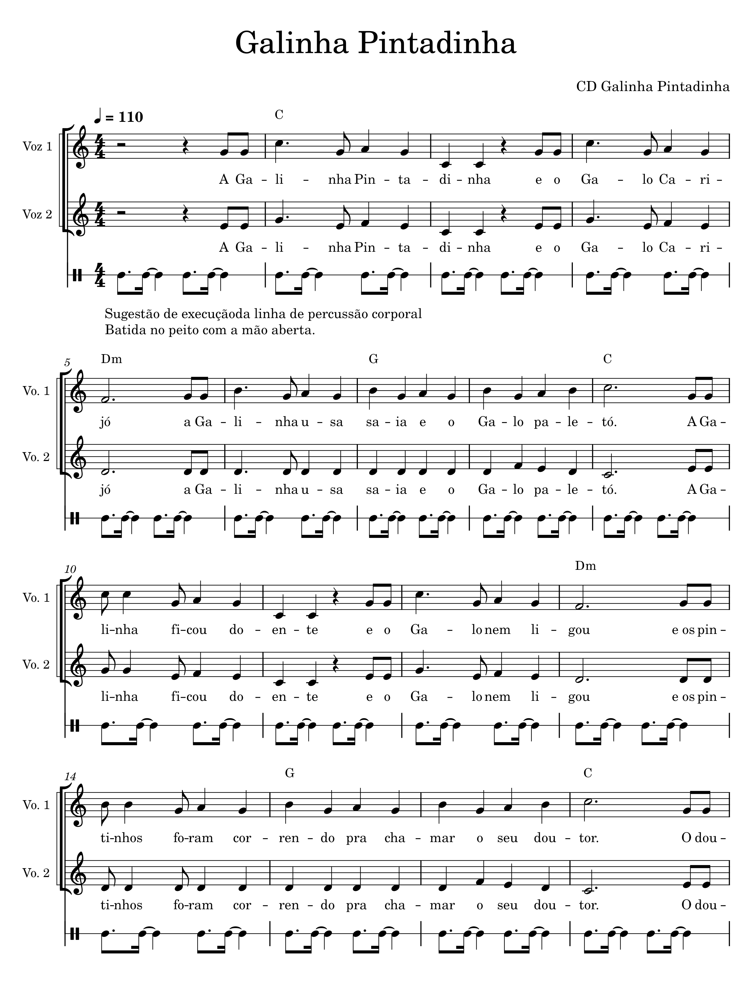 Galinha Pintadinha
CD Galinha Pintadinha
♩ = 110
C
Voz 1
A Ga - li - nha Pin - ta - di - nha e o Ga - lo Ca - ri -
Voz 2
A Ga - li - nha Pin - ta - di - nha e o Ga - lo Ca - ri -
Sugestão de execuçãoda linha de percussão corporal
Batida no peito com a mão aberta.
5 Dm G C
Vo. 1
jó a Ga - li - nha u - sa sa - ia e o Ga - lo pa - le - tó. A Ga -
Vo. 2
jó a Ga - li - nha u - sa sa - ia e o Ga - lo pa - le - tó. A Ga -
10 Dm
Vo. 1
li - nha fi - cou do - en - te e o Ga - lo nem li - gou e os pin -
Vo. 2
li - nha fi - cou do - en - te e o Ga - lo nem li - gou e os pin -
14 G C
Vo. 1
ti - nhos fo - ram cor - ren - do pra cha - mar o seu dou - tor. O dou -
Vo. 2
ti - nhos fo - ram cor - ren - do pra cha - mar o seu dou - tor. O dou -